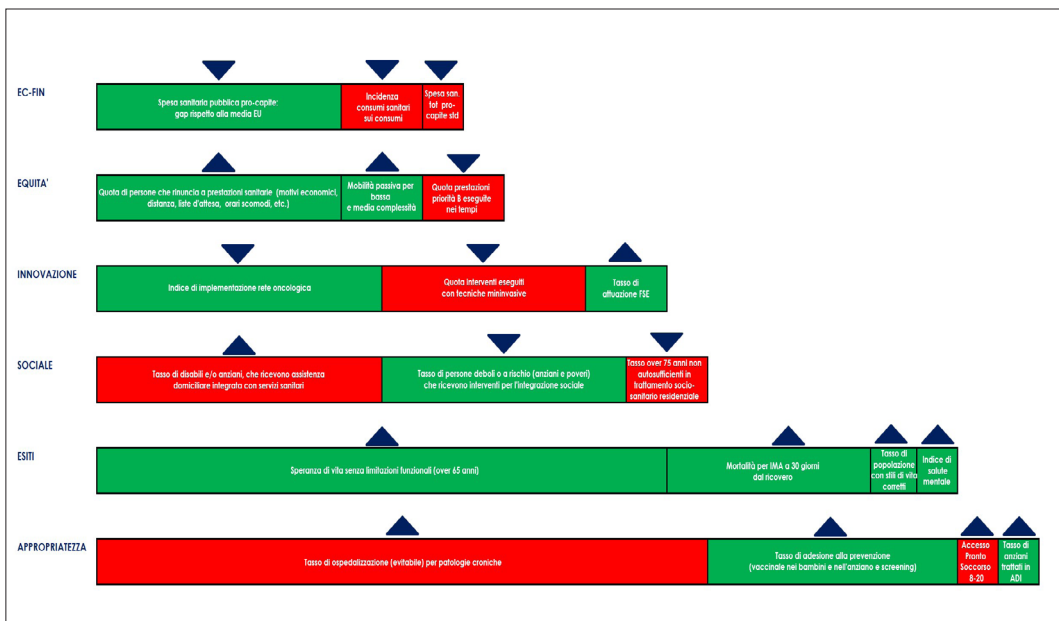 EC-FIN
Spesa sanitaria pubblica pro-capite:
gap rispetto alla media EU
Incidenza
consumi sanitari
sui consumi
Spesa san.
tot pro-
capite std
EQUITA'
Quota di persone che rinuncia a prestazioni sanitarie (motivi economici,
distanza, liste d'attesa, orari scomodi, etc.)
Mobilità passiva per
bassa
e media complessità
Quota prestazioni
priorità B eseguite
nei tempi
INNOVAZIONE
Indice di implementazione rete oncologica
Quota interventi eseguiti
con tecniche mininvasive
Tasso di
attuazione FSE
SOCIALE
Tasso di disabili e/o anziani, che ricevono assistenza
domiciliare integrata con servizi sanitari
Tasso di persone deboli o a rischio (anziani e poveri)
che ricevono interventi per l'integrazione sociale
Tasso over 75 anni non
autosufficienti in
trattamento socio-
sanitario residenziale
ESITI
Speranza di vita senza limitazioni funzionali (over 65 anni)
Mortalità per IMA a 30 giorni
dal ricovero
Tasso di
popolazione
con stili di vita
corretti
Indice di
salute
mentale
APPROPRIATEZZA
Tasso di ospedalizzazione (evitabile) per patologie croniche
Tasso di adesione alla prevenzione
(vaccinale nei bambini e nell'anziano e screening)
Accesso
Pronto
Soccorso
8-20
Tasso di
anziani
trattati in
ADI